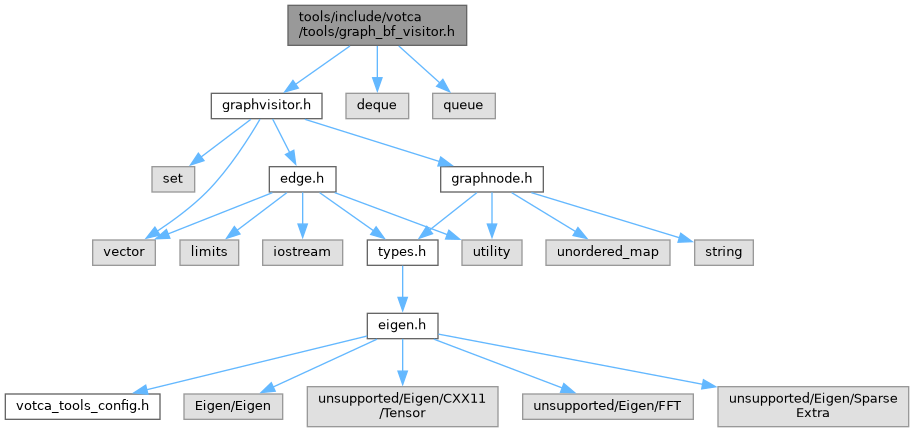 tools/include/votca
/tools/graph_bf_visitor.h
graphvisitor.h
deque
queue
set
edge.h
graphnode.h
vector
limits
iostream
types.h
utility
unordered_map
string
eigen.h
votca_tools_config.h
Eigen/Eigen
unsupported/Eigen/CXX11
/Tensor
unsupported/Eigen/FFT
unsupported/Eigen/Sparse
Extra